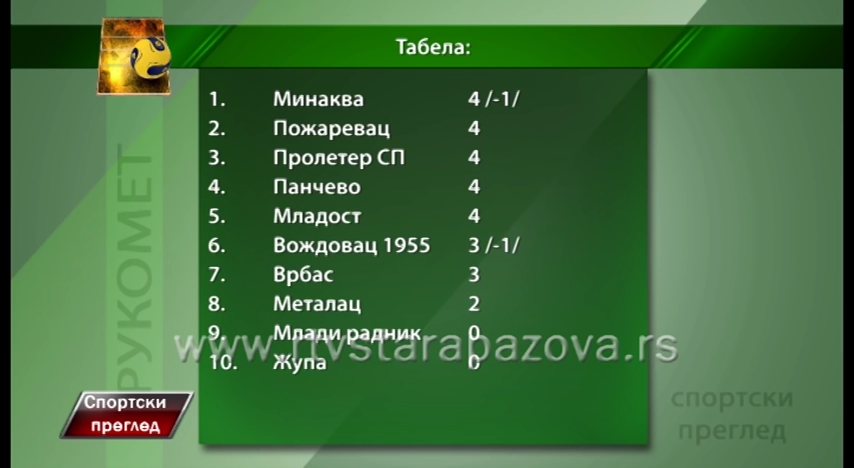 Табела:
1. Минаква 4 /-1/
2. Пожаревац 4
3. Пролетер СП 4
4. Панчево 4
5. Младост 4
6. Вождовац 1955 3 /-1/
7. Врбас 3
8. Металац 2
9. Млади радник 0
10. Жупа 0
www.rtvstarapazova.rs
РУКОМЕТ
Спортски
преглед
спортски
преглед